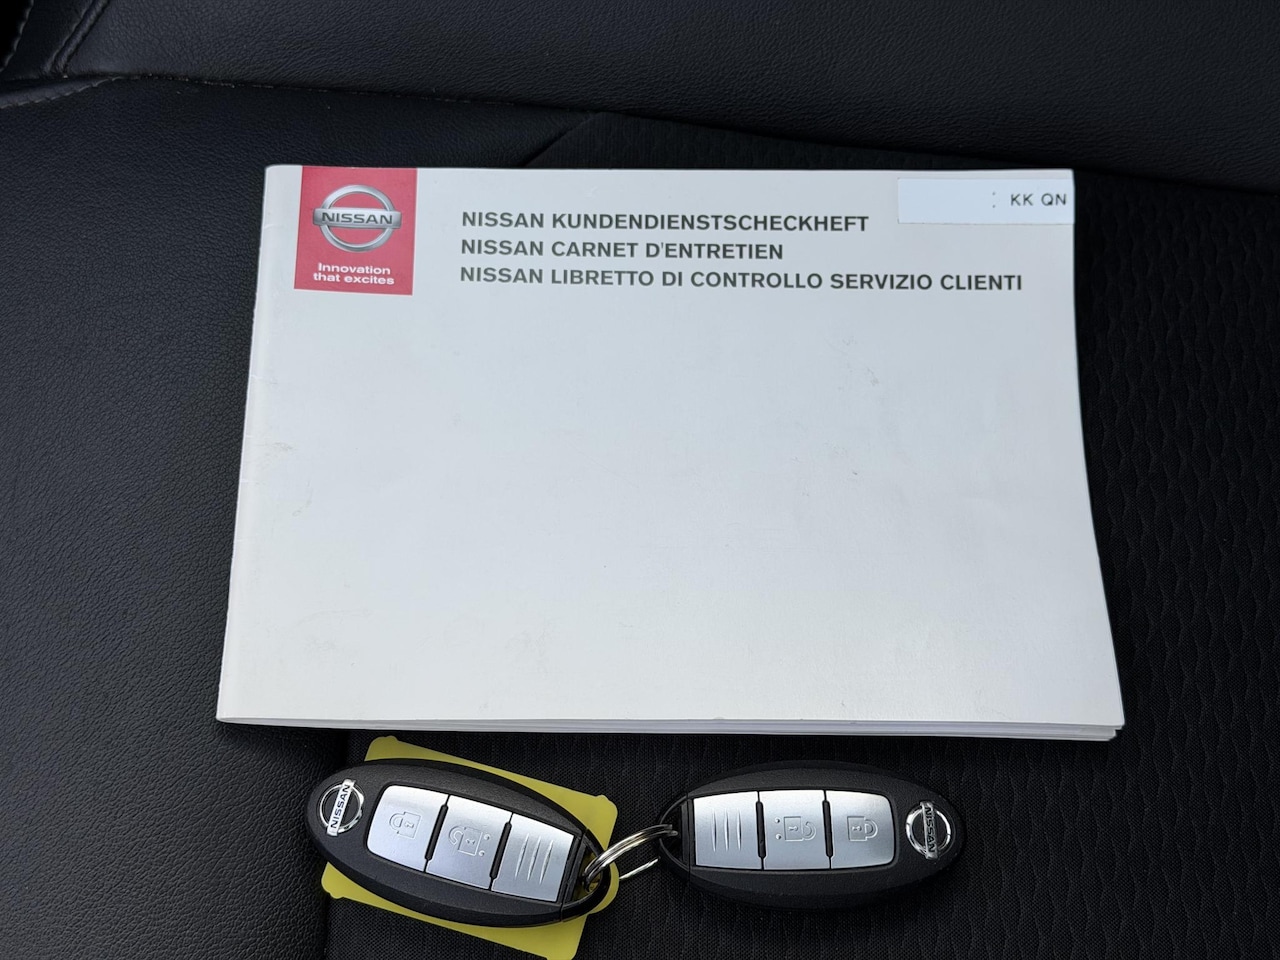 NISSAN
Innovation
that excites
NISSAN KUNDENDIENSTSCHECKHEFT
NISSAN CARNET D'ENTRETIEN
NISSAN LIBRETTO DI CONTROLLO SERVIZIO CLIENTI
KK QN
NISSAN
NISSAN